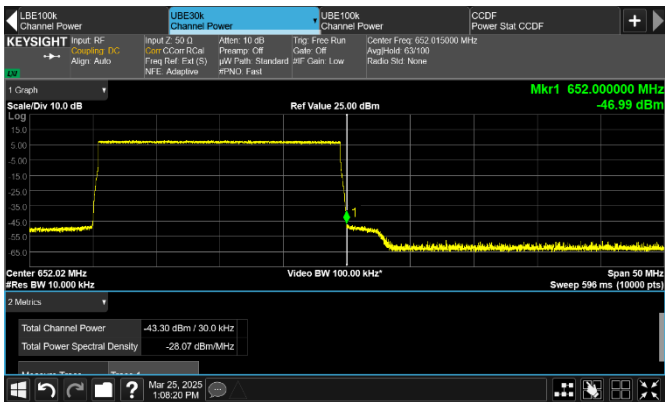 LBE100k
Channel Power
UBE30k
Channel Power
UBE100k
Channel Power
CCDF
Power Stat CCDF
KEYSIGHT
Input: RF
Coupling: DC
Align: Auto
Input Z: 50 Ω
Corr CCorr RCal
Freq Ref: Ext (S)
NFE: Adaptive
Atten: 10 dB
Preamp: Off
µW Path: Standard
#PNO: Fast
Trig: Free Run
Gate: Off
#IF Gain: Low
Center Freq: 652.015000 MHz
Avg|Hold: 63/100
Radio Std: None
1 Graph
Mkr1 652.000000 MHz
-46.99 dBm
Scale/Div 10.0 dB
Ref Value 25.00 dBm
Log
15.0
5.00
-5.00
-15.0
-25.0
-35.0
-45.0
-55.0
-65.0
1
Center 652.02 MHz
#Res BW 10.000 kHz
Video BW 100.00 kHz*
Span 50 MHz
Sweep 596 ms (10000 pts)
2 Metrics
Total Channel Power -43.30 dBm / 30.0 kHz
Total Power Spectral Density -28.07 dBm/MHz
Mar 25, 2025
1:08:20 PM